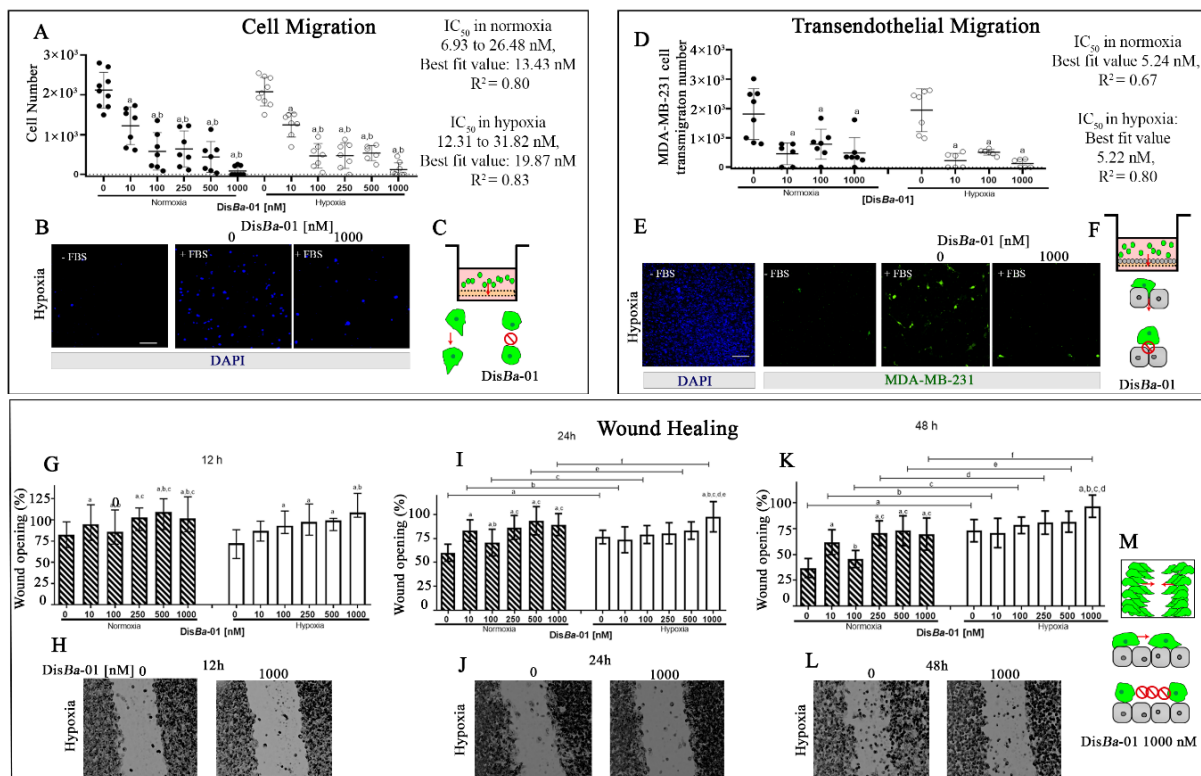 Cell Migration
A
Cell Number
3×10³
2×10³
1×10³
0
a
a,b
a,b
a,b
a,b
a
a,b
a,b
a,b
a,b
0 10 100 250 500 1000 0 10 100 250 500 1000
Normoxia
Hypoxia
DisBa-01 [nM]
IC50 in normoxia
6.93 to 26.48 nM,
Best fit value: 13.43 nM
R² = 0.80
IC50 in hypoxia
12.31 to 31.82 nM,
Best fit value: 19.87 nM
R² = 0.83
B
DisBa-01 [nM]
0
1000
Hypoxia
- FBS
+ FBS
+ FBS
DAPI
C
DisBa-01
Transendothelial Migration
D
MDA-MB-231 cell
transmigraton number
4×10³
3×10³
2×10³
1×10³
0
a
a
a
a
a
a
0 10 100 1000 0 10 100 1000
Normoxia
Hypoxia
[DisBa-01]
IC50 in normoxia
Best fit value 5.24 nM,
R² = 0.67
IC50 in hypoxia:
Best fit value
5.22 nM,
R² = 0.80
E
DisBa-01 [nM]
0
1000
Hypoxia
- FBS
- FBS
+ FBS
+ FBS
DAPI
MDA-MB-231
F
DisBa-01
Wound Healing
G
12 h
Wound opening (%)
125
100
75
50
25
0
a
0
a,b
a,c
a,b,c
a,b,c
a
a
a
a,b
0 10 100 250 500 1000 0 10 100 250 500 1000
Normoxia
Hypoxia
DisBa-01 [nM]
I
24h
f
e
c
b
a
Wound opening (%)
125
100
75
50
25
0
a
a,b
a,c
a,c
a,c
a,b,c,d,e
0 10 100 250 500 1000 0 10 100 250 500 1000
Normoxia
Hypoxia
DisBa-01 [nM]
K
48 h
f
e
d
c
b
a
Wound opening (%)
125
100
75
50
25
0
a
b
a,c
a,c
a,c
a,b,c,d
0 10 100 250 500 1000 0 10 100 250 500 1000
Normoxia
Hypoxia
DisBa-01 [nM]
M
H
DisBa-01 [nM]
12h
0
1000
Hypoxia
J
24h
0
1000
Hypoxia
L
48h
0
1000
Hypoxia
DisBa-01 1000 nM